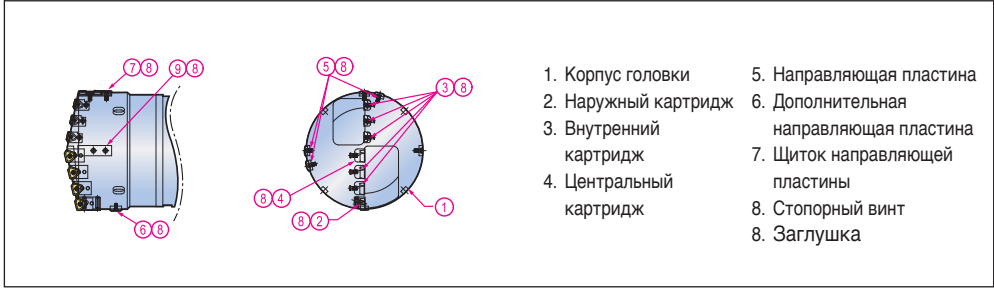 7 8
9 8
5 8
3 8
8 4
8 2
1
6 8
1. Корпус головки
2. Наружный картридж
3. Внутренний
картридж
4. Центральный
картридж
5. Направляющая пластина
6. Дополнительная
направляющая пластина
7. Щиток направляющей
пластины
8. Стопорный винт
8. Заглушка